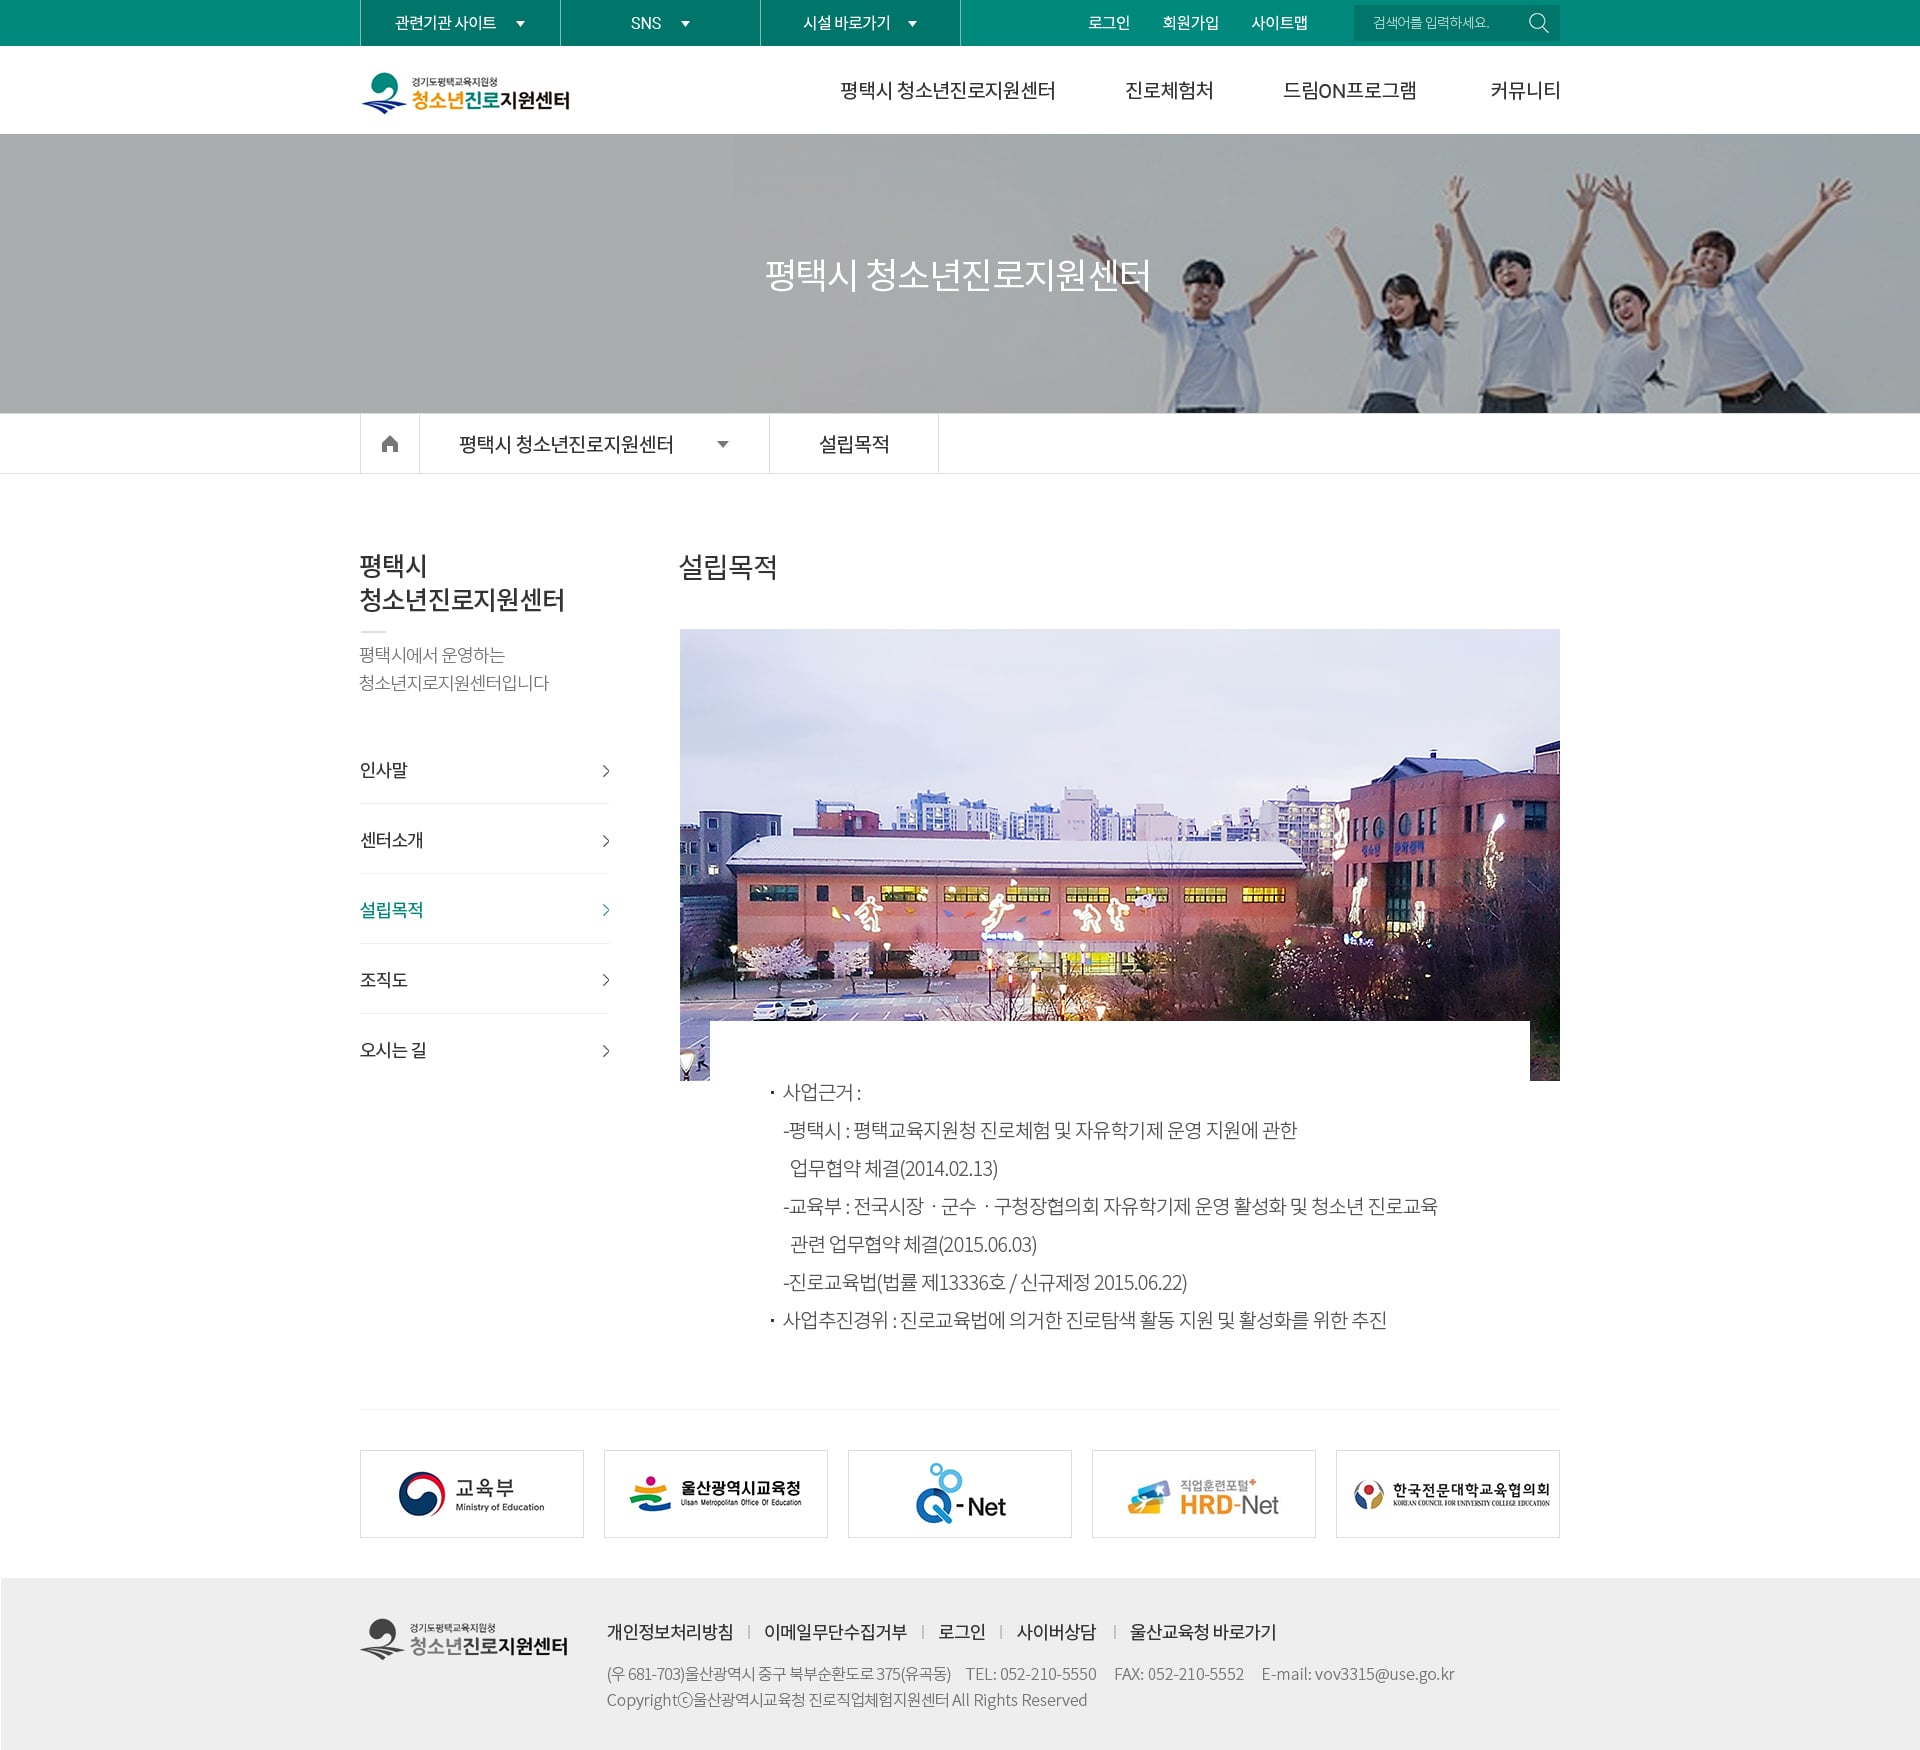 관련기관 사이트
SNS
시설 바로가기
로그인
회원가입
사이트맵
검색어를 입력하세요.
경기도평택교육지원청
청소년진로지원센터
평택시 청소년진로지원센터
진로체험처
드림ON프로그램
커뮤니티
평택시 청소년진로지원센터
평택시 청소년진로지원센터
설립목적
평택시
청소년진로지원센터
평택시에서 운영하는
청소년지로지원센터입니다
인사말
센터소개
설립목적
조직도
오시는 길
설립목적
· 사업근거 :
-평택시 : 평택교육지원청 진로체험 및 자유학기제 운영 지원에 관한
업무협약 체결(2014.02.13)
-교육부 : 전국시장 · 군수 · 구청장협의회 자유학기제 운영 활성화 및 청소년 진로교육
관련 업무협약 체결(2015.06.03)
-진로교육법(법률 제13336호 / 신규제정 2015.06.22)
· 사업추진경위 : 진로교육법에 의거한 진로탐색 활동 지원 및 활성화를 위한 추진
교육부
Ministry of Education
울산광역시교육청
Ulsan Metropolitan Office Of Education
Q-Net
직업훈련포털+
HRD-Net
한국전문대학교육협의회
KOREAN COUNCIL FOR UNIVERSITY COLLEGE EDUCATION
경기도평택교육지원청
청소년진로지원센터
개인정보처리방침 | 이메일무단수집거부 | 로그인 | 사이버상담 | 울산교육청 바로가기
(우 681-703)울산광역시 중구 북부순환도로 375(유곡동) TEL: 052-210-5550 FAX: 052-210-5552 E-mail: vov3315@use.go.kr
Copyrightⓒ울산광역시교육청 진로직업체험지원센터 All Rights Reserved